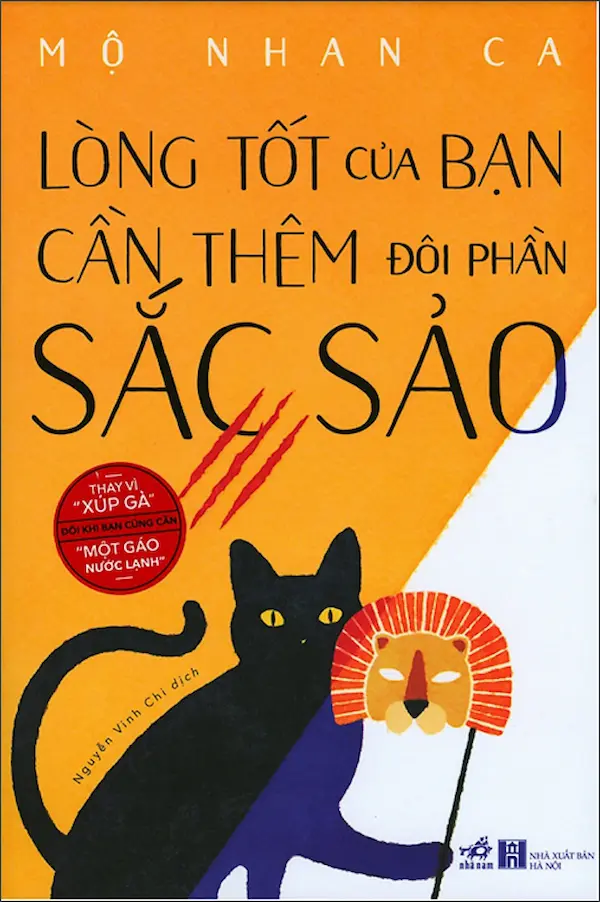 MỘ NHAN CA
LÒNG TỐT CỦA BẠN
CẦN THÊM ĐÔI PHẦN
SẮC SẢO
THAY VÌ
“XÚP GÀ”
ĐÔI KHI BẠN CŨNG CẦN
“MỘT GÁO
NƯỚC LẠNH”
Nguyễn Vinh Chi dịch
nhã nam
NHÀ XUẤT BẢN
HÀ NỘI